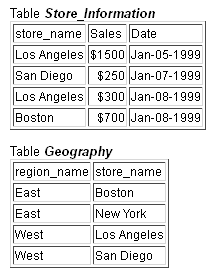 Table Store_Information
store_name Sales Date
Los Angeles $1500 Jan-05-1999
San Diego $250 Jan-07-1999
Los Angeles $300 Jan-08-1999
Boston $700 Jan-08-1999
Table Geography
region_name store_name
East Boston
East New York
West Los Angeles
West San Diego